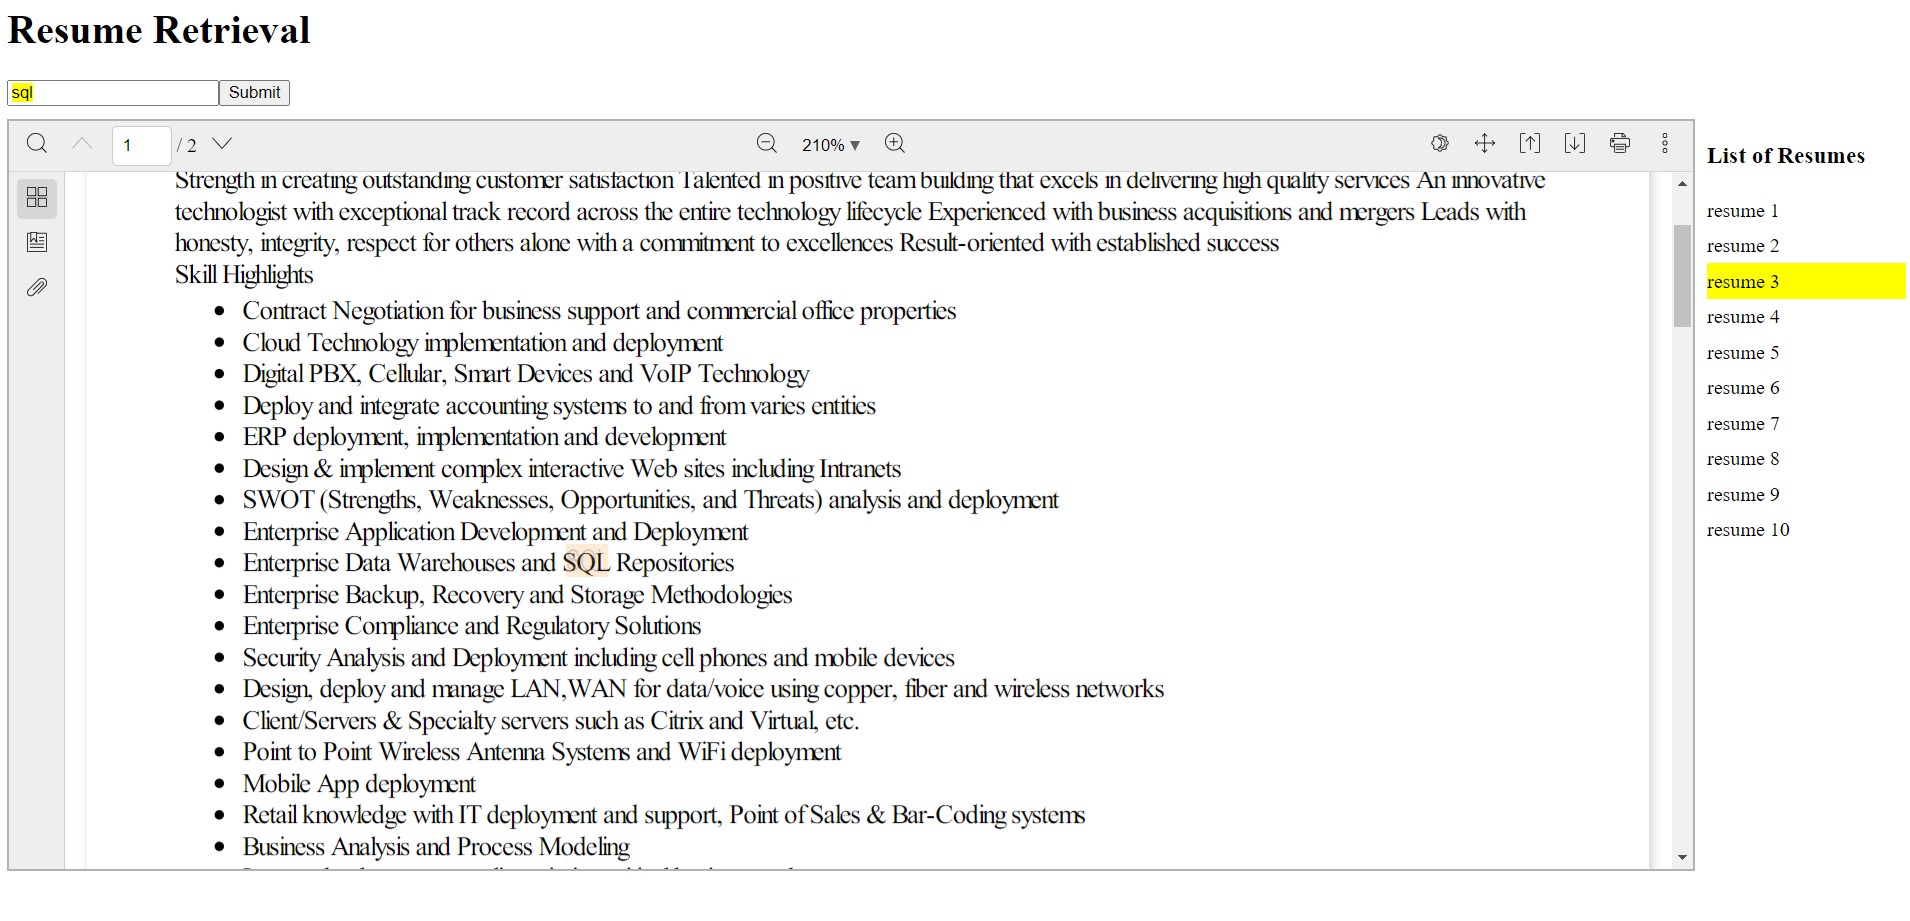 Resume Retrieval
sql
Submit
1 / 2
210%
Strength in creating outstanding customer satisfaction Talented in positive team building that excels in delivering high quality services An innovative
technologist with exceptional track record across the entire technology lifecycle Experienced with business acquisitions and mergers Leads with
honesty, integrity, respect for others alone with a commitment to excellences Result-oriented with established success
Skill Highlights
Contract Negotiation for business support and commercial office properties
Cloud Technology implementation and deployment
Digital PBX, Cellular, Smart Devices and VoIP Technology
Deploy and integrate accounting systems to and from varies entities
ERP deployment, implementation and development
Design & implement complex interactive Web sites including Intranets
SWOT (Strengths, Weaknesses, Opportunities, and Threats) analysis and deployment
Enterprise Application Development and Deployment
Enterprise Data Warehouses and SQL Repositories
Enterprise Backup, Recovery and Storage Methodologies
Enterprise Compliance and Regulatory Solutions
Security Analysis and Deployment including cell phones and mobile devices
Design, deploy and manage LAN,WAN for data/voice using copper, fiber and wireless networks
Client/Servers & Specialty servers such as Citrix and Virtual, etc.
Point to Point Wireless Antenna Systems and WiFi deployment
Mobile App deployment
Retail knowledge with IT deployment and support, Point of Sales & Bar-Coding systems
Business Analysis and Process Modeling
List of Resumes
resume 1
resume 2
resume 3
resume 4
resume 5
resume 6
resume 7
resume 8
resume 9
resume 10